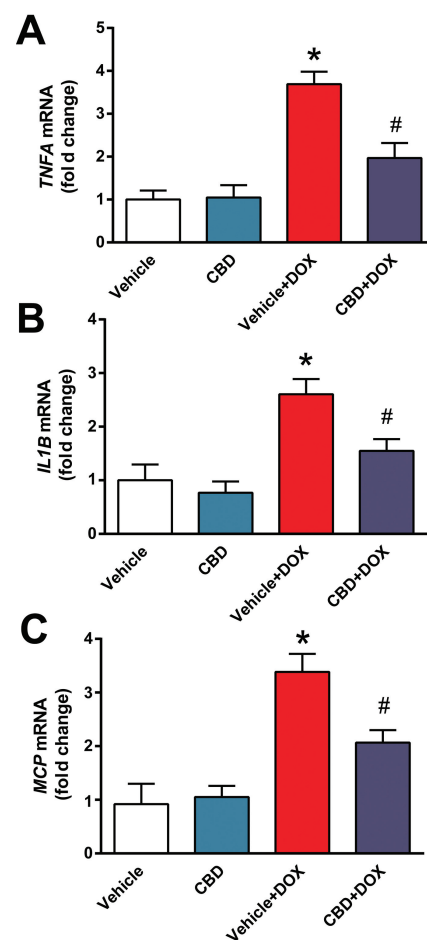 A
TNFA mRNA
(fold change)
5
4
3
2
1
0
*
#
Vehicle
CBD
Vehicle+DOX
CBD+DOX
B
IL1B mRNA
(fold change)
4
3
2
1
0
*
#
Vehicle
CBD
Vehicle+DOX
CBD+DOX
C
MCP mRNA
(fold change)
4
3
2
1
0
*
#
Vehicle
CBD
Vehicle+DOX
CBD+DOX